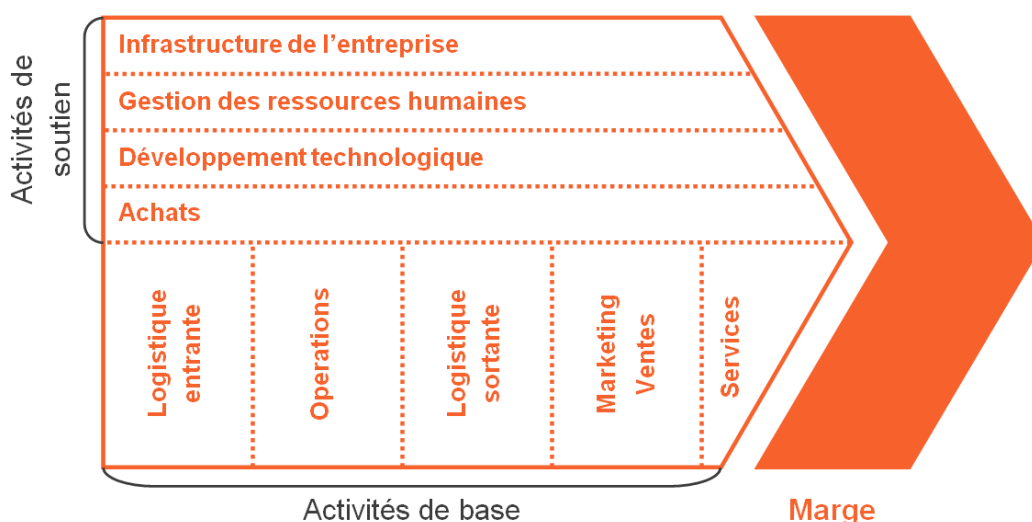 Activités de
soutien
Infrastructure de l’entreprise
Gestion des ressources humaines
Développement technologique
Achats
Logistique
entrante
Operations
Logistique
sortante
Marketing
Ventes
Services
Activités de base
Marge